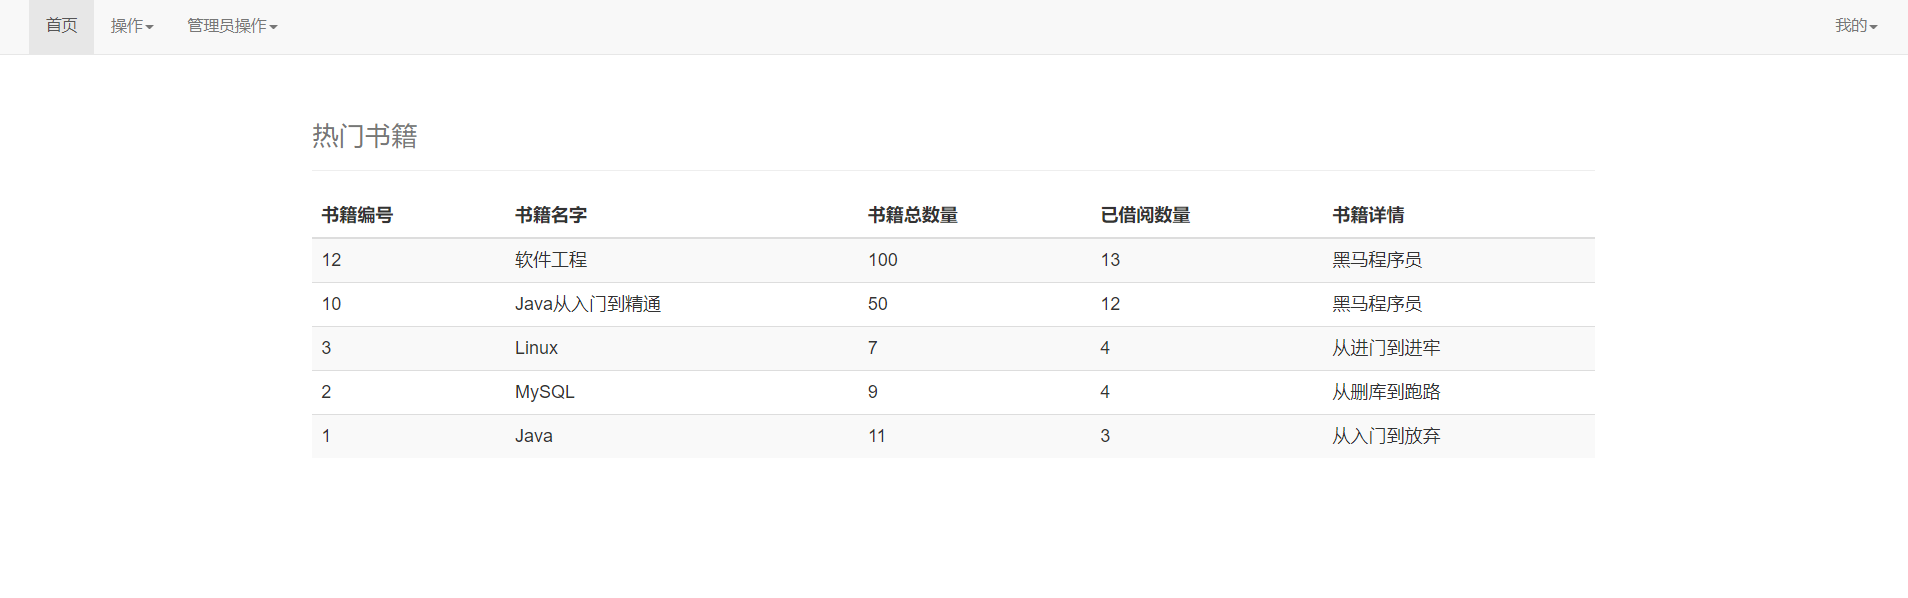 首页 操作 管理员操作 我的
热门书籍
书籍编号 书籍名字 书籍总数量 已借阅数量 书籍详情
12 软件工程 100 13 黑马程序员
10 Java从入门到精通 50 12 黑马程序员
3 Linux 7 4 从进门到进牢
2 MySQL 9 4 从删库到跑路
1 Java 11 3 从入门到放弃